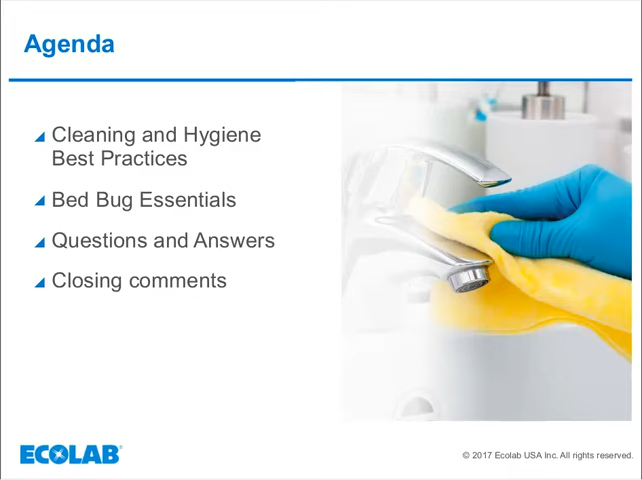 Agenda
Cleaning and Hygiene
Best Practices
Bed Bug Essentials
Questions and Answers
Closing comments
ECOLAB®
© 2017 Ecolab USA Inc. All rights reserved.